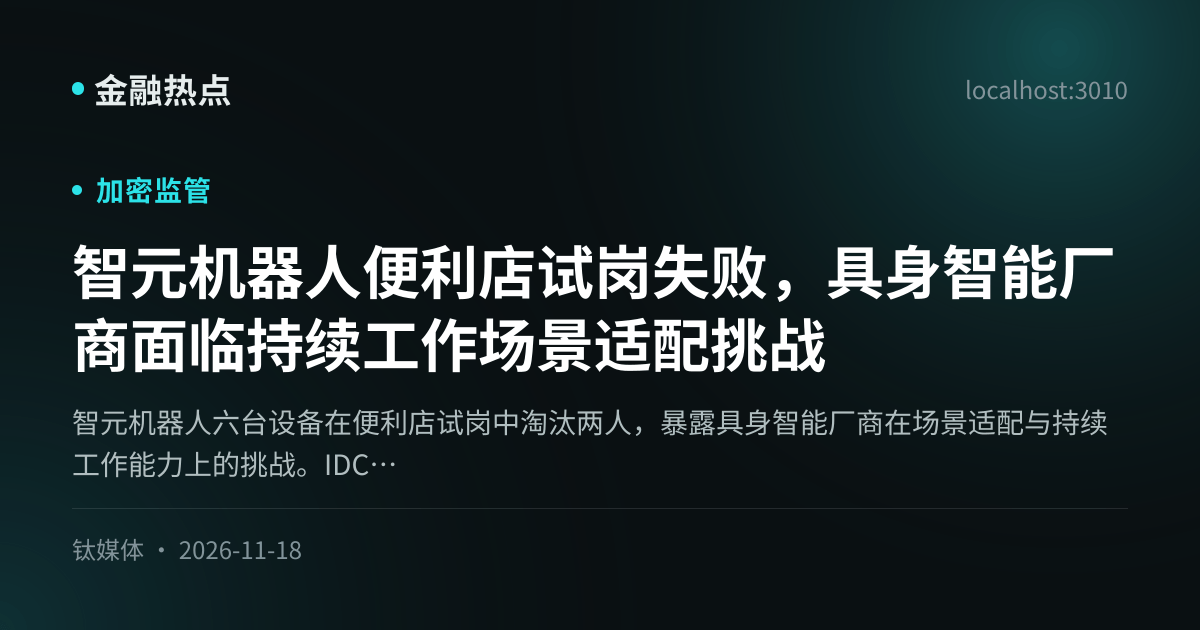 金融热点
localhost:3010
加密监管
智元机器人便利店试岗失败，具身智能厂
商面临持续工作场景适配挑战
智元机器人六台设备在便利店试岗中淘汰两人，暴露具身智能厂商在场景适配与持续
工作能力上的挑战。IDC…
钛媒体 · 2026-11-18